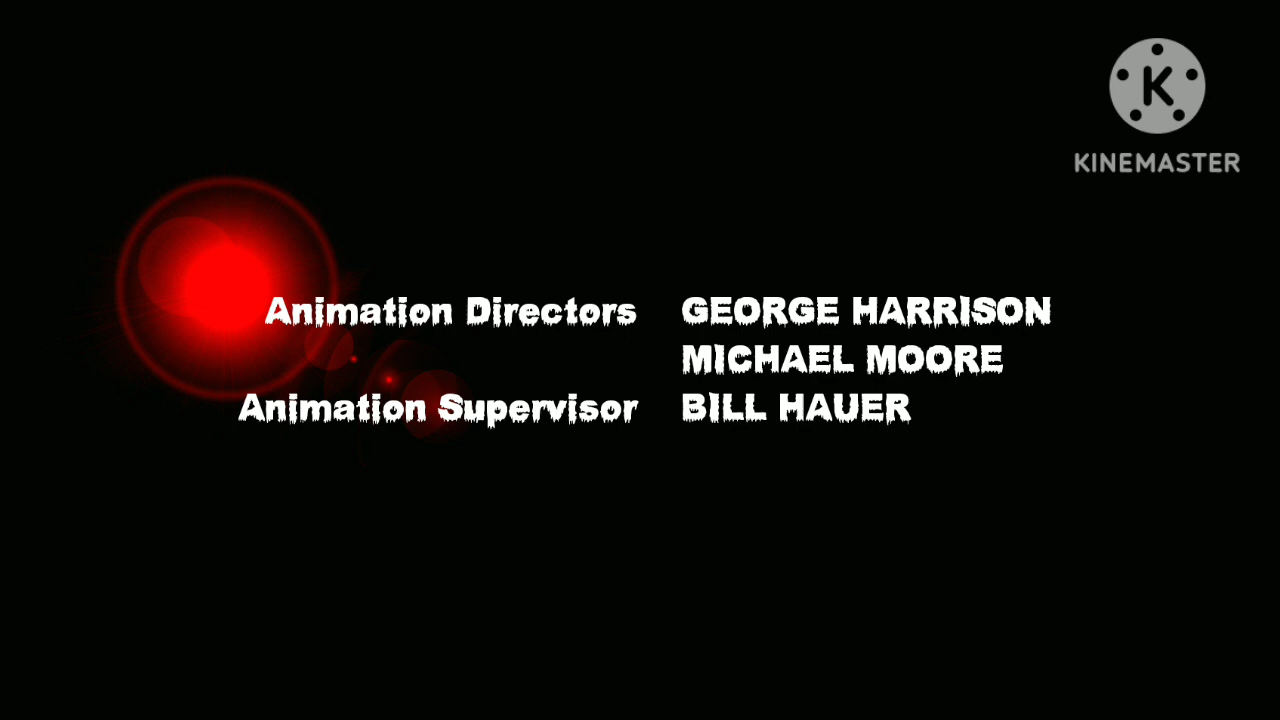 K
KINEMASTER
Animation Directors GEORGE HARRISON
MICHAEL MOORE
Animation Supervisor BILL HAUER